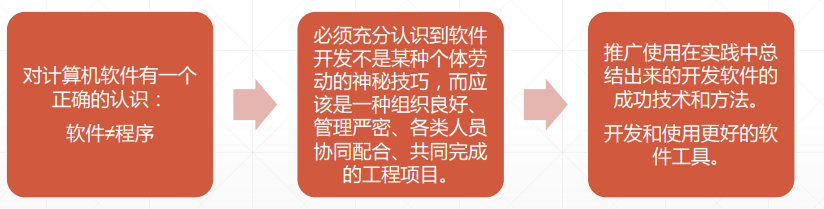 对计算机软件有一个
正确的认识：
软件≠程序
必须充分认识到软件
开发不是某种个体劳
动的神秘技巧，而应
该是一种组织良好、
管理严密、各类人员
协同配合、共同完成
的工程项目。
推广使用在实践中总
结出来的开发软件的
成功技术和方法。
开发和使用更好的软
件工具。